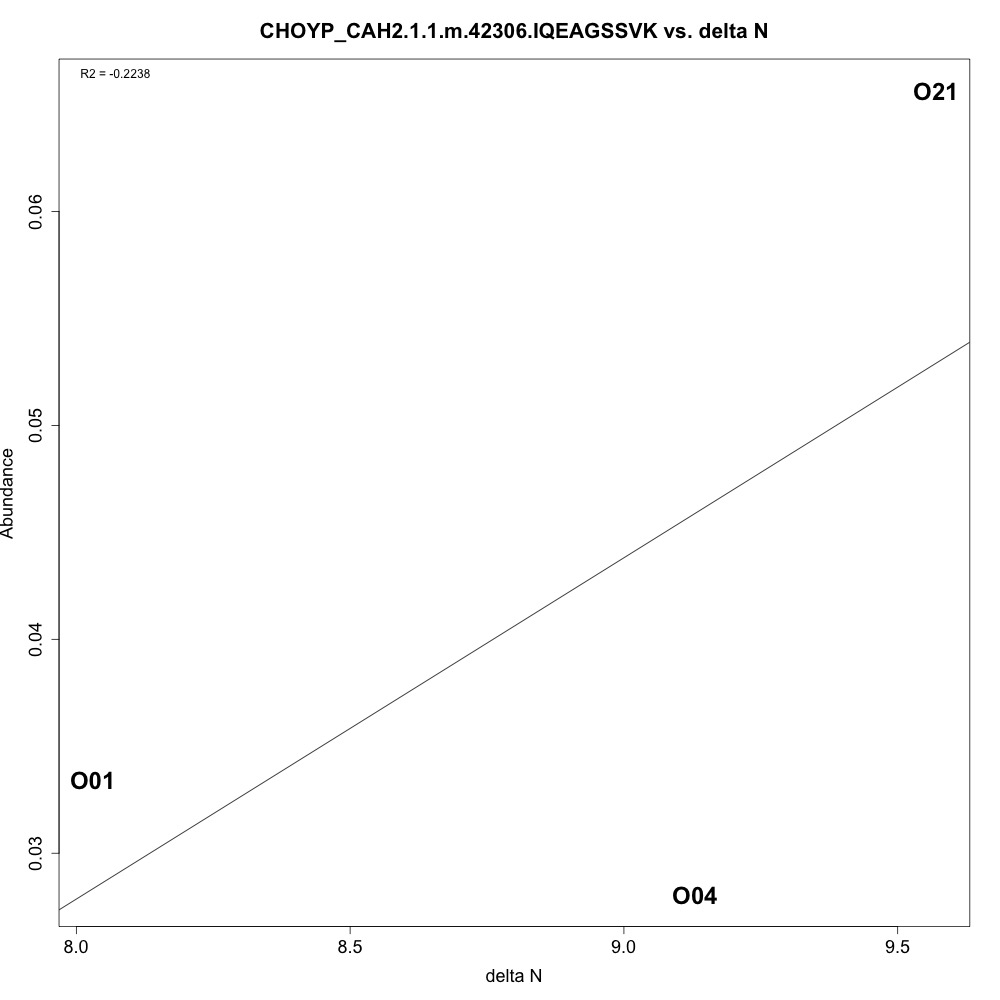 CHOYP_CAH2.1.1.m.42306.IQEAGSSVK vs. delta N
R2 = -0.2238
O21
0.06
0.05
Abundance
0.04
O01
0.03
O04
8.0 8.5 9.0 9.5
delta N